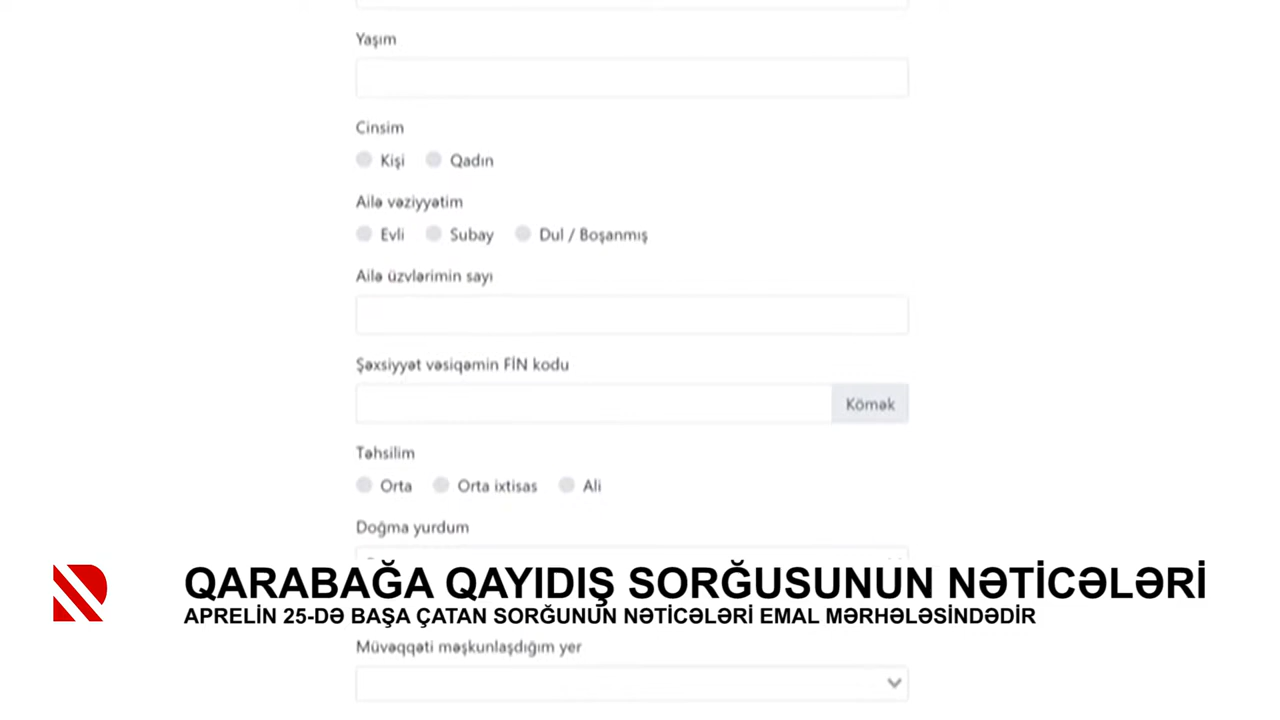 Yaşım
Cinsim
Kişi Qadın
Ailə vəziyyətim
Evli Subay Dul / Boşanmış
Ailə üzvlərimin sayı
Şəxsiyyət vəsiqəmin FİN kodu
Kömək
Təhsilim
Orta Orta ixtisas Ali
Doğma yurdum
QARABAĞA QAYIDIŞ SORĞUSUNUN NƏTİCƏLƏRİ
APRELİN 25-DƏ BAŞA ÇATAN SORĞUNUN NƏTİCƏLƏRİ EMAL MƏRHƏLƏSİNDƏDİR
Müvəqqəti məşkunlaşdığım yer